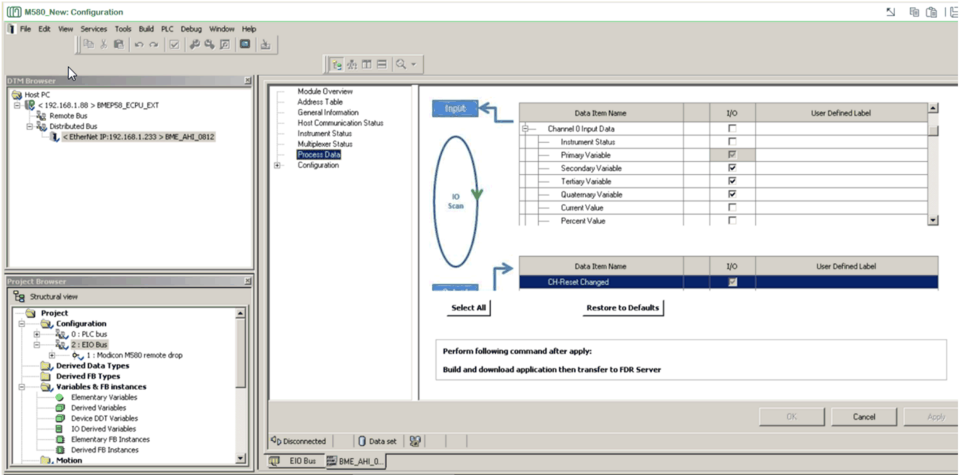 M580_New: Configuration
File Edit View Services Tools Build PLC Debug Window Help
DTM Browser
Host PC
< 192.168.1.88 > BMEP58_ECPU_EXT
Remote Bus
Distributed Bus
< EtherNet IP:192.168.1.233 > BME_AHI_0812
Project Browser
Structural view
Project
Configuration
0 : PLC bus
2 : EIO Bus
1 : Modicon M580 remote drop
Derived Data Types
Derived FB Types
Variables & FB instances
Elementary Variables
Derived Variables
Device DDT Variables
IO Derived Variables
Elementary FB Instances
Derived FB Instances
Motion
Module Overview
Address Table
General Information
Host Communication Status
Instrument Status
Multiplexer Status
Process Data
Configuration
Input
IO
Scan
Data Item Name I/O User Defined Label
Channel 0 Input Data
Instrument Status
Primary Variable
Secondary Variable
Tertiary Variable
Quaternary Variable
Current Value
Percent Value
Data Item Name I/O User Defined Label
CH-Reset Changed
Select All Restore to Defaults
Perform following command after apply:
Build and download application then transfer to FDR Server
OK Cancel Apply
Disconnected Data set
EIO Bus BME_AHI_0...